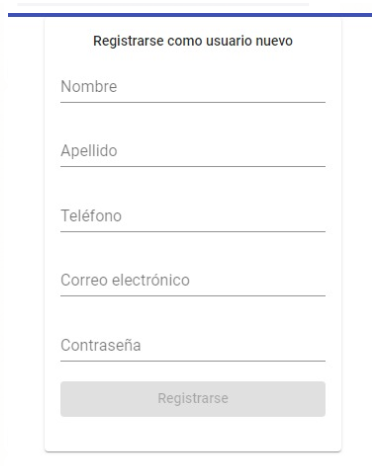 Registrarse como usuario nuevo
Nombre
Apellido
Teléfono
Correo electrónico
Contraseña
Registrarse